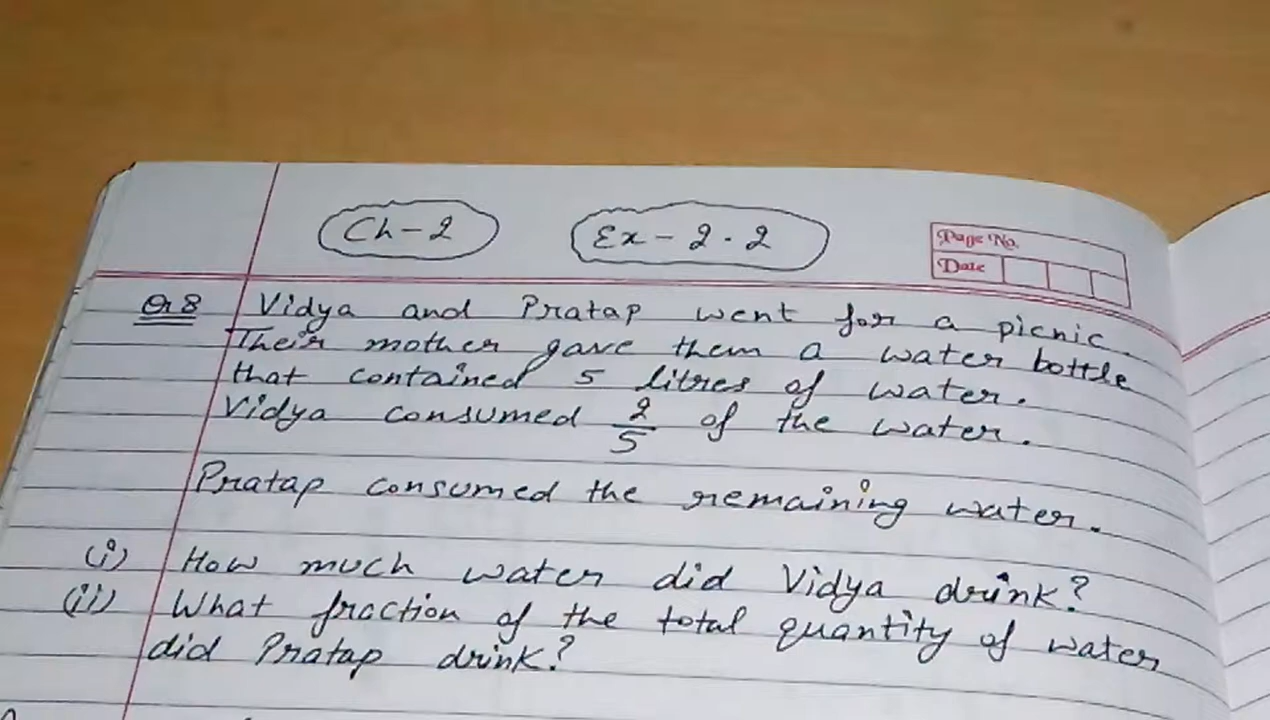 Ch-2
Ex-2.2
Page No.
Date
Q8 Vidya and Pratap went for a picnic.
Their mother gave them a water bottle
that contained 5 litres of water.
Vidya consumed 2/5 of the water.
Pratap consumed the remaining water.
(i) How much water did Vidya drink?
(ii) What fraction of the total quantity of water
did Pratap drink?